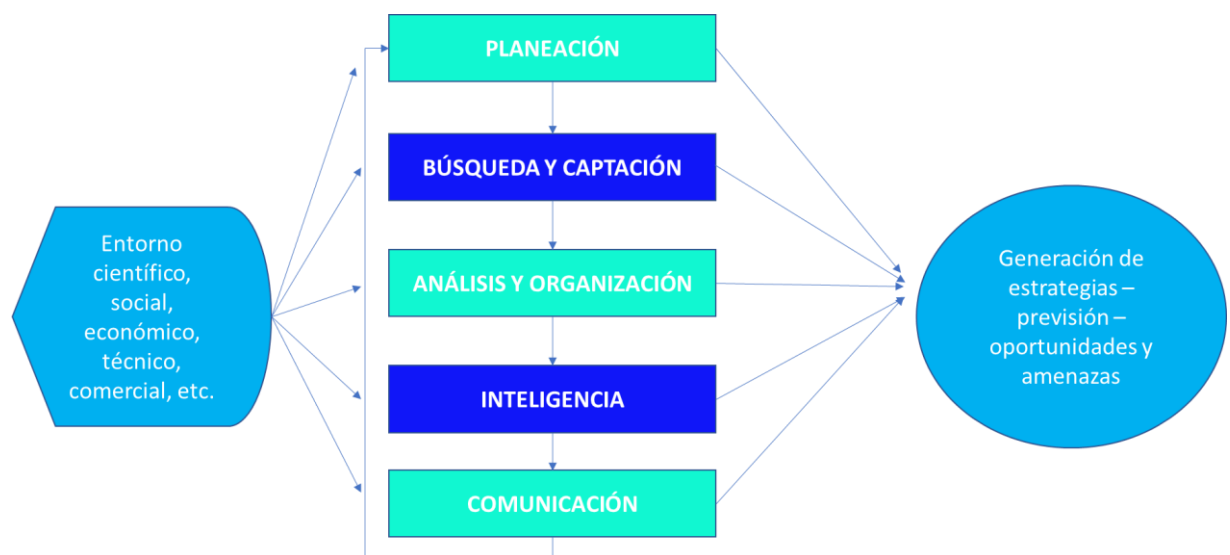 PLANEACIÓN
BÚSQUEDA Y CAPTACIÓN
ANÁLISIS Y ORGANIZACIÓN
INTELIGENCIA
COMUNICACIÓN
Entorno
científico,
social,
económico,
técnico,
comercial, etc.
Generación de
estrategias –
previsión –
oportunidades y
amenazas